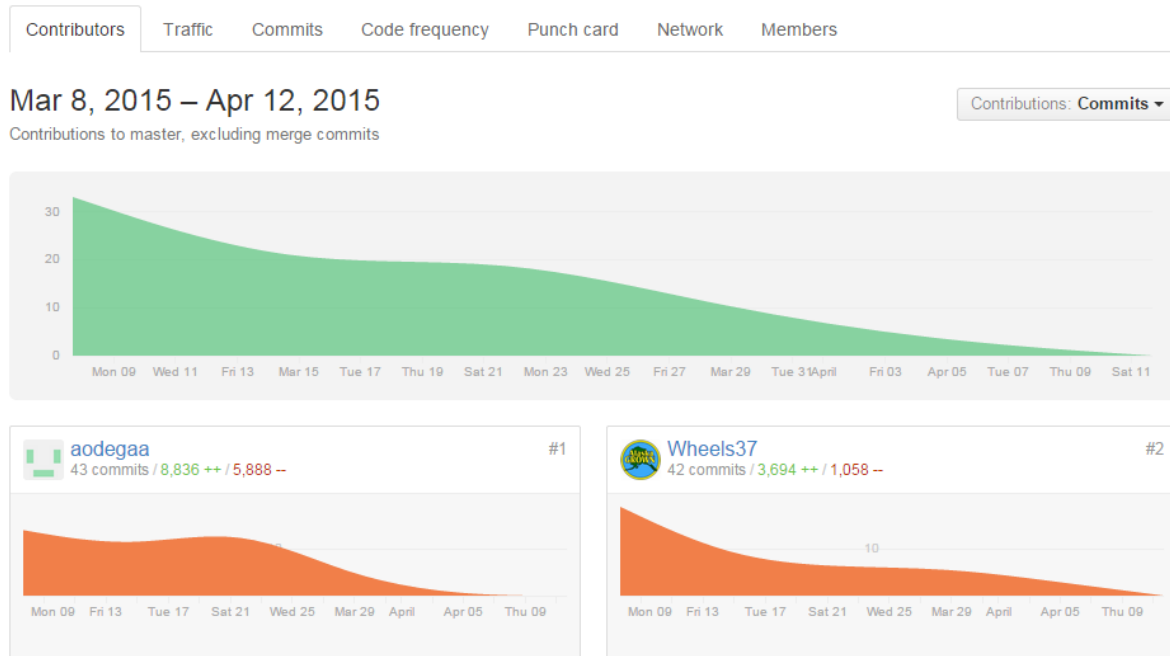 Contributors Traffic Commits Code frequency Punch card Network Members
Mar 8, 2015 – Apr 12, 2015
Contributions: Commits
Contributions to master, excluding merge commits
30
20
10
0
Mon 09 Wed 11 Fri 13 Mar 15 Tue 17 Thu 19 Sat 21 Mon 23 Wed 25 Fri 27 Mar 29 Tue 31 April Fri 03 Apr 05 Tue 07 Thu 09 Sat 11
aodegaa #1
43 commits / 8,836 ++ / 5,888 --
Mon 09 Fri 13 Tue 17 Sat 21 Wed 25 Mar 29 April Apr 05 Thu 09
Wheels37 #2
42 commits / 3,694 ++ / 1,058 --
Alaska
GROWN
10
Mon 09 Fri 13 Tue 17 Sat 21 Wed 25 Mar 29 April Apr 05 Thu 09